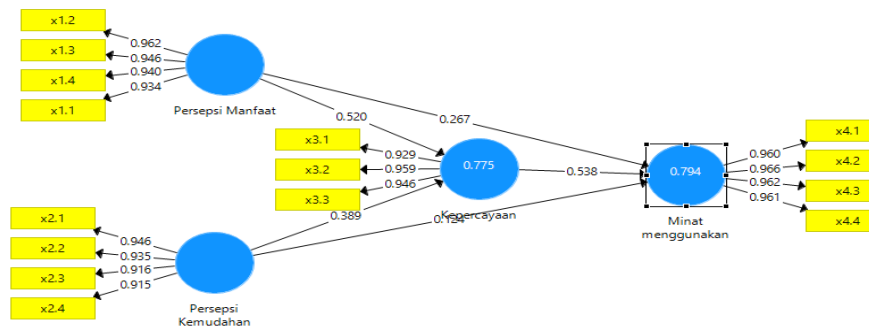 x1.2
x1.3
x1.4
x1.1
0.962
0.946
0.940
0.934
Persepsi Manfaat
0.520
0.267
x3.1
x3.2
x3.3
0.929
0.959
0.946
0.775
Kepercayaan
0.538
0.389
0.124
x2.1
x2.2
x2.3
x2.4
0.946
0.935
0.916
0.915
Persepsi
Kemudahan
0.794
Minat
menggunakan
0.960
0.966
0.962
0.961
x4.1
x4.2
x4.3
x4.4